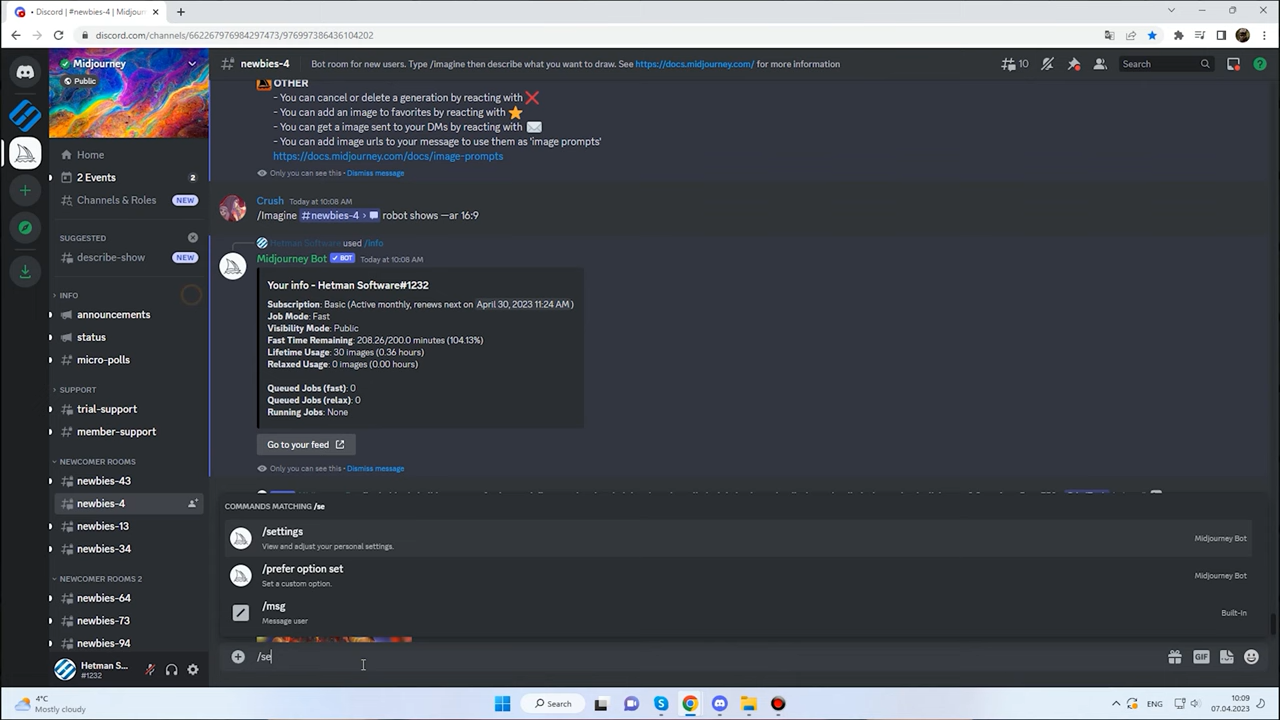 Discord | #newbies-4 | Midjour
discord.com/channels/662267976984297473/976997386436104202
Midjourney
Public
Home
2 Events
2
Channels & Roles
NEW
SUGGESTED
describe-show
NEW
INFO
announcements
status
micro-polls
SUPPORT
trial-support
member-support
NEWCOMER ROOMS
newbies-43
newbies-4
newbies-13
newbies-34
NEWCOMER ROOMS 2
newbies-64
newbies-73
newbies-94
Hetman S...
#1232
newbies-4
Bot room for new users. Type /imagine then describe what you want to draw. See https://docs.midjourney.com/ for more information
10
Search
OTHER
- You can cancel or delete a generation by reacting with
- You can add an image to favorites by reacting with
- You can get a image sent to your DMs by reacting with
- You can add image urls to your message to use them as 'image prompts'
https://docs.midjourney.com/docs/image-prompts
Only you can see this • Dismiss message
Crush Today at 10:08 AM
/Imagine #newbies-4 › robot shows —ar 16:9
Hetman Software used /info
Midjourney Bot BOT Today at 10:08 AM
Your info - Hetman Software#1232
Subscription: Basic (Active monthly, renews next on April 30, 2023 11:24 AM)
Job Mode: Fast
Visibility Mode: Public
Fast Time Remaining: 208.26/200.0 minutes (104.13%)
Lifetime Usage: 30 images (0.36 hours)
Relaxed Usage: 0 images (0.00 hours)
Queued Jobs (fast): 0
Queued Jobs (relax): 0
Running Jobs: None
Go to your feed
Only you can see this • Dismiss message
COMMANDS MATCHING /se
/settings
View and adjust your personal settings.
Midjourney Bot
/prefer option set
Set a custom option.
Midjourney Bot
/msg
Message user
Built-In
/se
GIF
4°C
Mostly cloudy
Search
ENG
10:09
07.04.2023